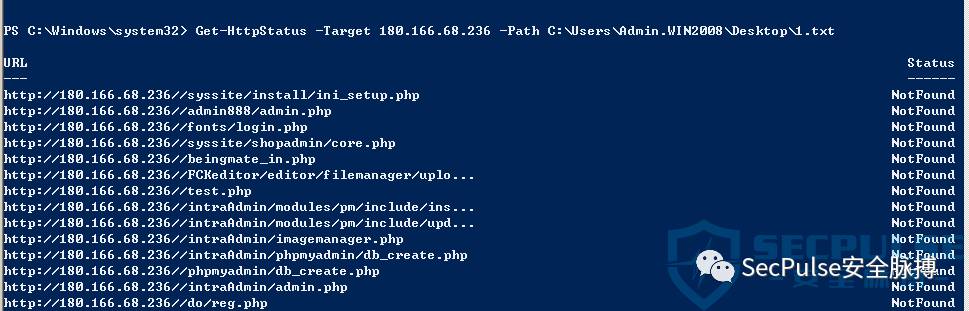 PS C:\Windows\system32> Get-HttpStatus -Target 180.166.68.236 -Path C:\Users\Admin.WIN2008\Desktop\1.txt
URL Status
--- ------
http://180.166.68.236//syssite/install/ini_setup.php NotFound
http://180.166.68.236//admin888/admin.php NotFound
http://180.166.68.236//fonts/login.php NotFound
http://180.166.68.236//syssite/shopadmin/core.php NotFound
http://180.166.68.236//beingmate_in.php NotFound
http://180.166.68.236//FCKeditor/editor/filemanager/uplo... NotFound
http://180.166.68.236//test.php NotFound
http://180.166.68.236//intraAdmin/modules/pm/include/ins... NotFound
http://180.166.68.236//intraAdmin/modules/pm/include/upd... NotFound
http://180.166.68.236//intraAdmin/imagemanager.php NotFound
http://180.166.68.236//intraAdmin/phpmyadmin/db_create.php NotFound
http://180.166.68.236//phpmyadmin/db_create.php NotFound
http://180.166.68.236//intraAdmin/admin.php NotFound
http://180.166.68.236//do/reg.php NotFound
SECPULSE
SecPulse安全脉搏